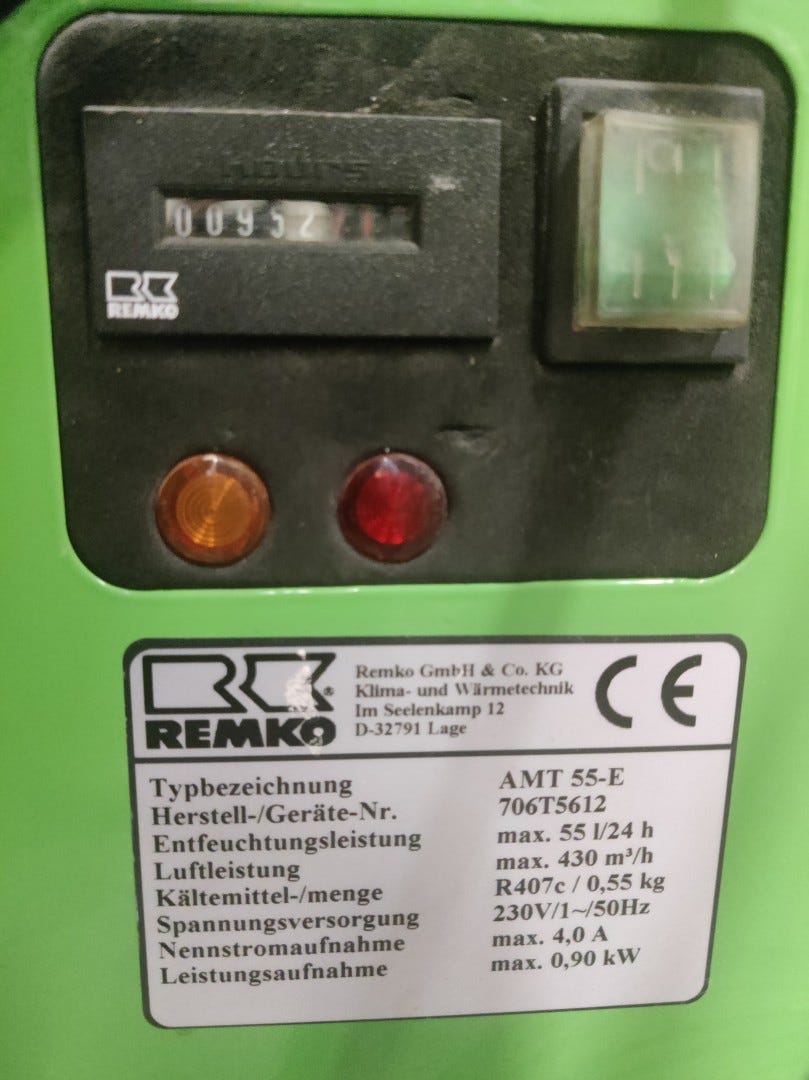 hours
00952
REMKO
REMKO
Remko GmbH & Co. KG
Klima- und Wärmetechnik
Im Seelenkamp 12
D-32791 Lage
CE
Typbezeichnung AMT 55-E
Herstell-/Geräte-Nr. 706T5612
Entfeuchtungsleistung max. 55 l/24 h
Luftleistung max. 430 m³/h
Kältemittel-/menge R407c / 0,55 kg
Spannungsversorgung 230V/1~/50Hz
Nennstromaufnahme max. 4,0 A
Leistungsaufnahme max. 0,90 kW